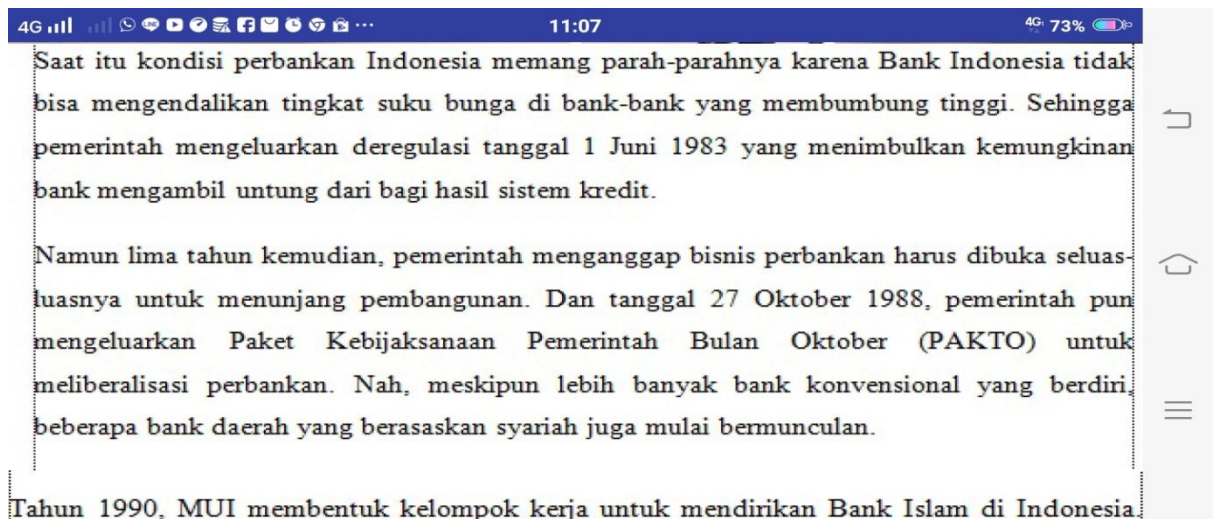 4G 11:07 4G 73%
Saat itu kondisi perbankan Indonesia memang parah-parahnya karena Bank Indonesia tidak
bisa mengendalikan tingkat suku bunga di bank-bank yang membumbung tinggi. Sehingga
pemerintah mengeluarkan deregulasi tanggal 1 Juni 1983 yang menimbulkan kemungkinan
bank mengambil untung dari bagi hasil sistem kredit.
Namun lima tahun kemudian, pemerintah menganggap bisnis perbankan harus dibuka seluas-
luasnya untuk menunjang pembangunan. Dan tanggal 27 Oktober 1988, pemerintah pun
mengeluarkan Paket Kebijaksanaan Pemerintah Bulan Oktober (PAKTO) untuk
meliberalisasi perbankan. Nah, meskipun lebih banyak bank konvensional yang berdiri,
beberapa bank daerah yang berasaskan syariah juga mulai bermunculan.
Tahun 1990, MUI membentuk kelompok kerja untuk mendirikan Bank Islam di Indonesia.